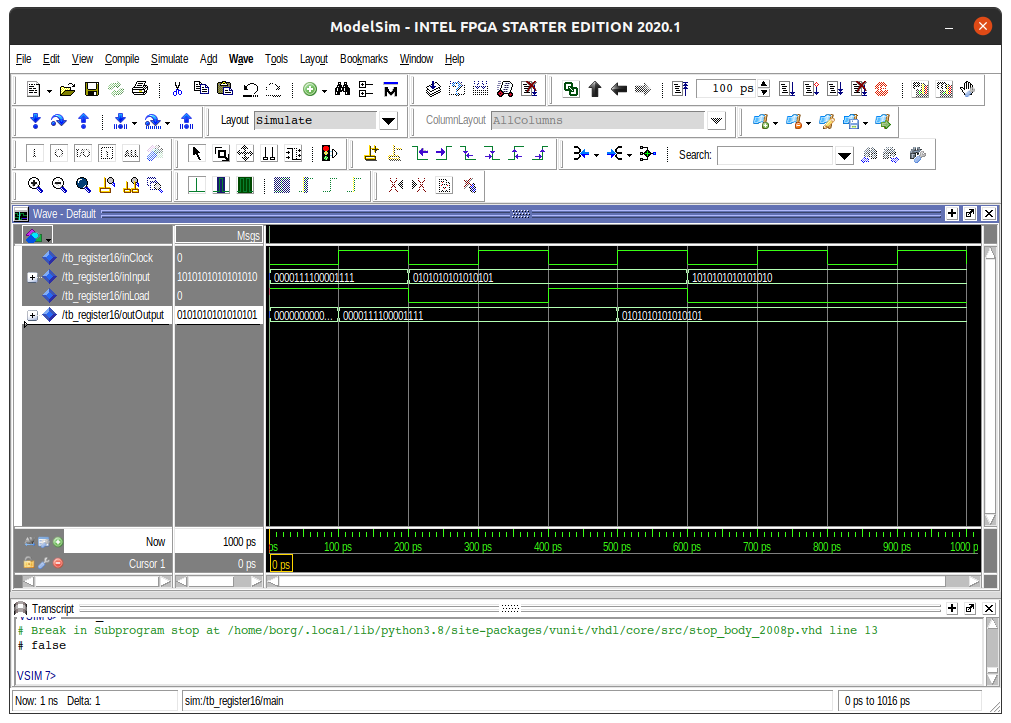 ModelSim - INTEL FPGA STARTER EDITION 2020.1
File Edit View Compile Simulate Add Wave Tools Layout Bookmarks Window Help
100 ps
Layout Simulate ColumnLayout AllColumns
Search:
Wave - Default
Msgs
/tb_register16/inClock 0
/tb_register16/inInput 1010101010101010 0000111100001111 0101010101010101 1010101010101010
/tb_register16/inLoad 0
/tb_register16/outOutput 0101010101010101 0000000000... 0000111100001111 0101010101010101
Now 1000 ps ps 100 ps 200 ps 300 ps 400 ps 500 ps 600 ps 700 ps 800 ps 900 ps 1000 p
Cursor 1 0 ps 0 ps
Transcript
# Break in Subprogram stop at /home/borg/.local/lib/python3.8/site-packages/vunit/vhdl/core/src/stop_body_2008p.vhd line 13
# false
VSIM 7>
Now: 1 ns Delta: 1 sim:/tb_register16/main 0 ps to 1016 ps